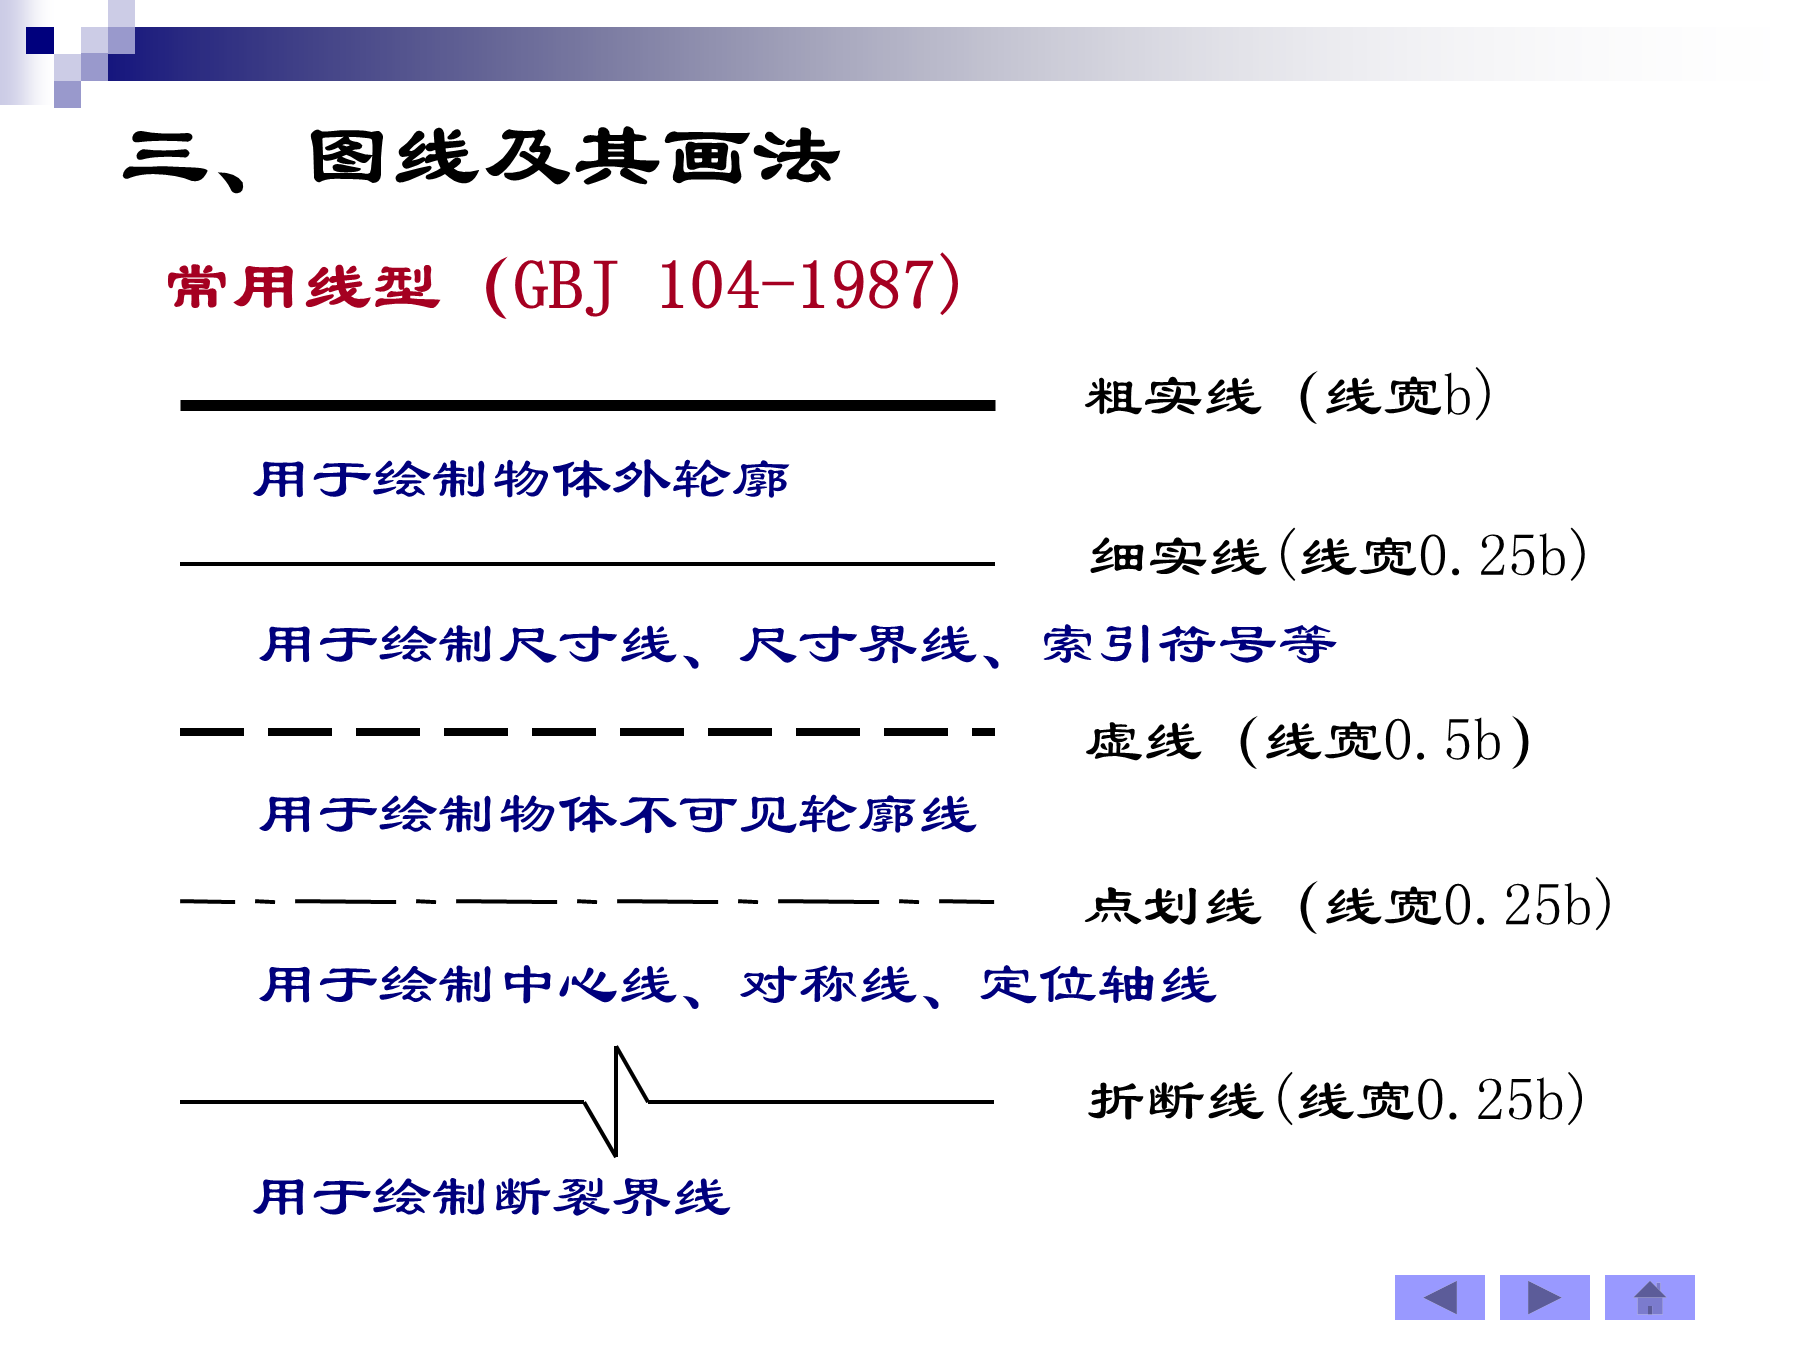 三、图线及其画法
常用线型 (GBJ 104-1987)
粗实线 (线宽b)
用于绘制物体外轮廓
细实线(线宽0.25b)
用于绘制尺寸线、尺寸界线、索引符号等
虚线 (线宽0.5b)
用于绘制物体不可见轮廓线
点划线 (线宽0.25b)
用于绘制中心线、对称线、定位轴线
折断线(线宽0.25b)
用于绘制断裂界线